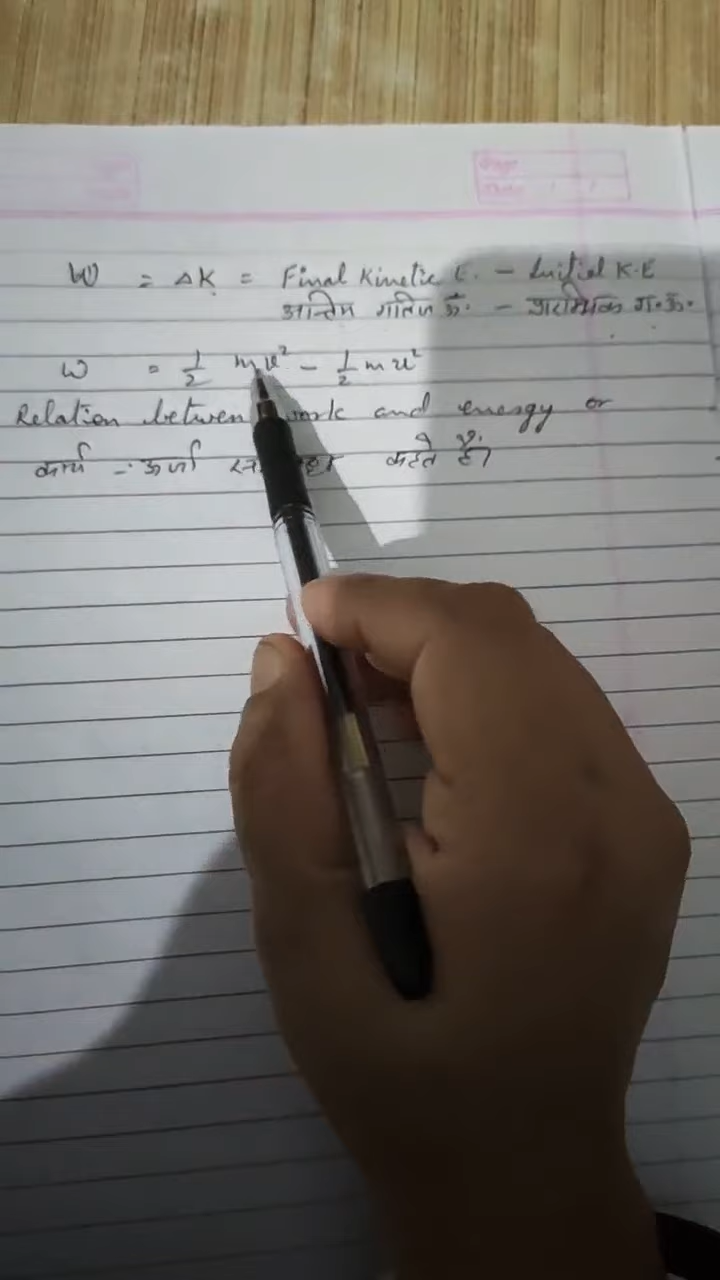 W = ΔK = Final Kinetic E. - Initial K.E
अन्तिम गतिज ऊँ. - प्रारम्भिक ग.ऊँ.
W = 1/2 mv² - 1/2 mu²
Relation between work and energy or
कार्य - ऊर्जा कहते है।